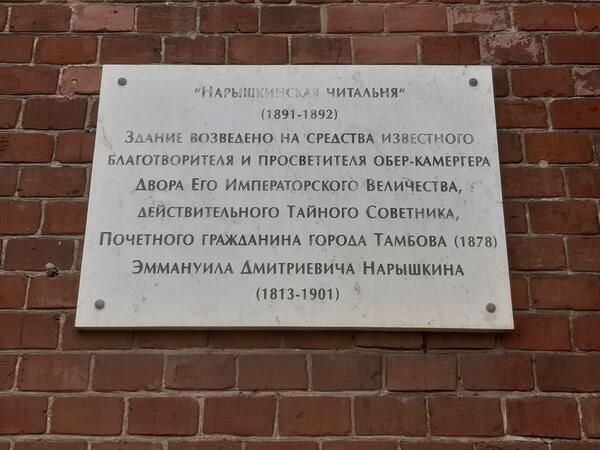 "Нарышкинская читальня"
(1891-1892)
Здание возведено на средства известного
благотворителя и просветителя обер-камергера
Двора Его Императорского Величества,
действительного Тайного Советника,
Почетного гражданина города Тамбова (1878)
Эммануила Дмитриевича Нарышкина
(1813-1901)